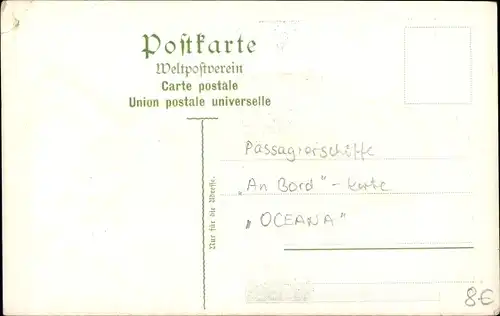 Postkarte
Weltpostverein
Carte postale
Union postale universelle
Nur für die Adresse.
Passagierschiffe
„An Bord" - Karte
„OCEANA"
8€